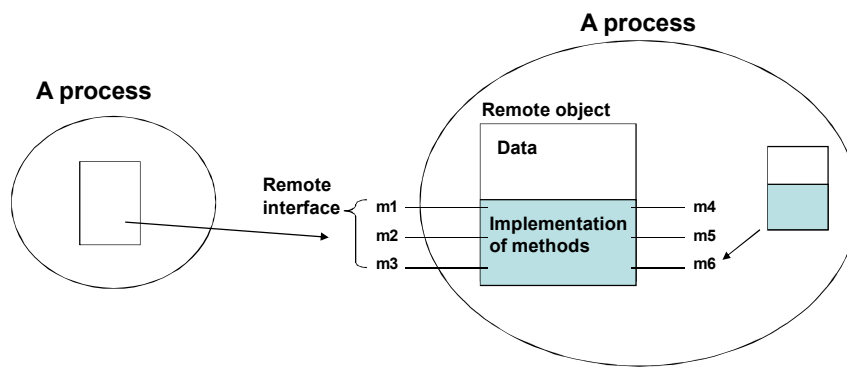 A process
A process
Remote object
Data
Remote
interface
m1
m2
m3
Implementation
of methods
m4
m5
m6